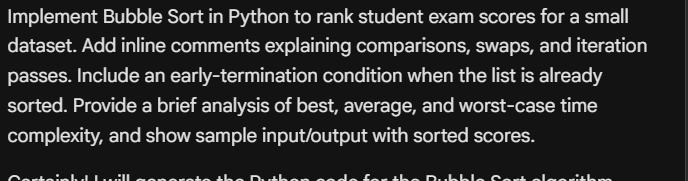 Implement Bubble Sort in Python to rank student exam scores for a small
dataset. Add inline comments explaining comparisons, swaps, and iteration
passes. Include an early-termination condition when the list is already
sorted. Provide a brief analysis of best, average, and worst-case time
complexity, and show sample input/output with sorted scores.
Certainly! I will generate the Python code for the Bubble Sort algorithm